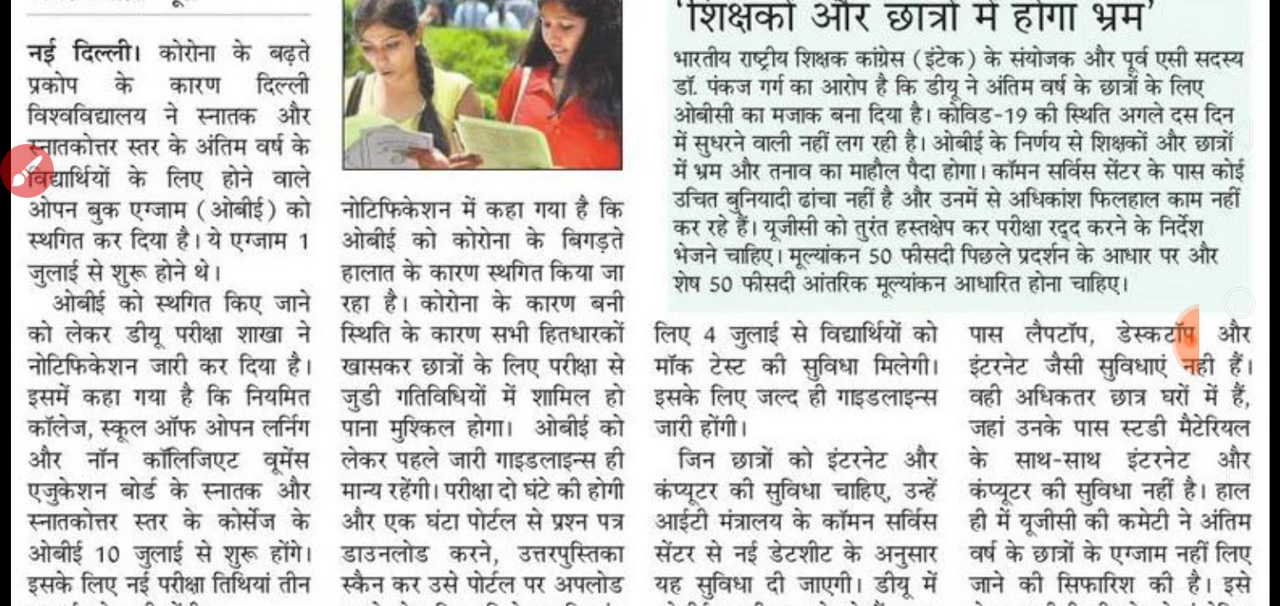 नई दिल्ली। कोरोना के बढ़ते
प्रकोप के कारण दिल्ली
विश्वविद्यालय ने स्नातक और
स्नातकोत्तर स्तर के अंतिम वर्ष के
विद्यार्थियों के लिए होने वाले
ओपन बुक एग्जाम (ओबीई) को
स्थगित कर दिया है। ये एग्जाम 1
जुलाई से शुरू होने थे।
ओबीई को स्थगित किए जाने
को लेकर डीयू परीक्षा शाखा ने
नोटिफिकेशन जारी कर दिया है।
इसमें कहा गया है कि नियमित
कॉलेज, स्कूल ऑफ ओपन लर्निग
और नॉन कॉलिजिएट वूमेंस
एजुकेशन बोर्ड के स्नातक और
स्नातकोत्तर स्तर के कोर्सेज के
ओबीई 10 जुलाई से शुरू होंगे।
इसके लिए नई परीक्षा तिथियां तीन
नोटिफिकेशन में कहा गया है कि
ओबीई को कोरोना के बिगड़ते
हालात के कारण स्थगित किया जा
रहा है। कोरोना के कारण बनी
स्थिति के कारण सभी हितधारकों
खासकर छात्रों के लिए परीक्षा से
जुडी गतिविधियों में शामिल हो
पाना मुश्किल होगा। ओबीई को
लेकर पहले जारी गाइडलाइन्स ही
मान्य रहेंगी। परीक्षा दो घंटे की होगी
और एक घंटा पोर्टल से प्रश्न पत्र
डाउनलोड करने, उत्तरपुस्तिका
स्कैन कर उसे पोर्टल पर अपलोड
'शिक्षकों और छात्रों में होगा भ्रम'
भारतीय राष्ट्रीय शिक्षक कांग्रेस (इंटेक) के संयोजक और पूर्व एसी सदस्य
डॉ. पंकज गर्ग का आरोप है कि डीयू ने अंतिम वर्ष के छात्रों के लिए
ओबीसी का मजाक बना दिया है। कोविड-19 की स्थिति अगले दस दिन
में सुधरने वाली नहीं लग रही है। ओबीई के निर्णय से शिक्षकों और छात्रों
में भ्रम और तनाव का माहौल पैदा होगा। कॉमन सर्विस सेंटर के पास कोई
उचित बुनियादी ढांचा नहीं है और उनमें से अधिकांश फिलहाल काम नहीं
कर रहे हैं। यूजीसी को तुरंत हस्तक्षेप कर परीक्षा रद्द करने के निर्देश
भेजने चाहिए। मूल्यांकन 50 फीसदी पिछले प्रदर्शन के आधार पर और
शेष 50 फीसदी आंतरिक मूल्यांकन आधारित होना चाहिए।
लिए 4 जुलाई से विद्यार्थियों को
मॉक टेस्ट की सुविधा मिलेगी।
इसके लिए जल्द ही गाइडलाइन्स
जारी होंगी।
जिन छात्रों को इंटरनेट और
कंप्यूटर की सुविधा चाहिए, उन्हें
आईटी मंत्रालय के कॉमन सर्विस
सेंटर से नई डेटशीट के अनुसार
यह सुविधा दी जाएगी। डीयू में
पास लैपटॉप, डेस्कटॉप और
इंटरनेट जैसी सुविधाएं नही हैं।
वही अधिकतर छात्र घरों में हैं,
जहां उनके पास स्टडी मैटेरियल
के साथ-साथ इंटरनेट और
कंप्यूटर की सुविधा नहीं है। हाल
ही में यूजीसी की कमेटी ने अंतिम
वर्ष के छात्रों के एग्जाम नहीं लिए
जाने की सिफारिश की है। इसे